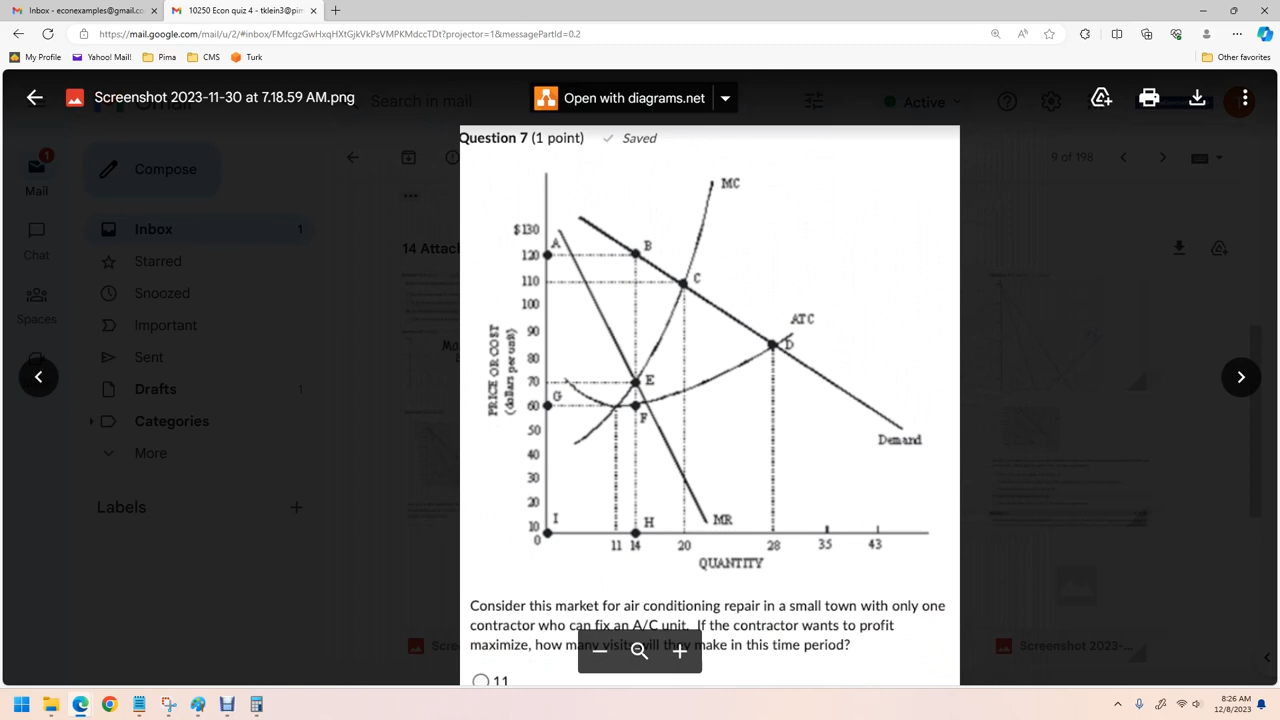 Inbox - econexamples@gmail.co
10250 Econ quiz 4 - tklein3@pim
https://mail.google.com/mail/u/2/#inbox/FMfcgzGwHxqHXtGjkVkPsVMPKMdccTDt?projector=1&messagePartId=0.2
My Profile
Yahoo! Mail!
Pima
CMS
Turk
Other favorites
Screenshot 2023-11-30 at 7.18.59 AM.png
Search in mail
Open with diagrams.net
Active
Mail
1
Chat
Spaces
Compose
Inbox 1
Starred
Snoozed
Important
Sent
Drafts 1
Categories
More
Labels
9 of 198
14 Attac
Question 7 (1 point)
Saved
MC
$130
A
B
120
C
110
100
ATC
90
D
80
70
E
G
60
F
50
Demand
40
30
20
I
H
MR
10
0
11 14 20 28 35 43
PRICE OR COST
(dollars per unit)
QUANTITY
Consider this market for air conditioning repair in a small town with only one
contractor who can fix an A/C unit. If the contractor wants to profit
maximize, how many visits will they make in this time period?
11
Scre
Screenshot 2023-...
8:26 AM
12/8/2023